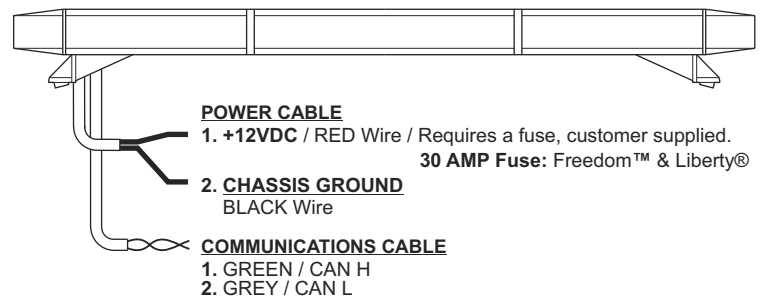 POWER CABLE
1. +12VDC / RED Wire / Requires a fuse, customer supplied.
30 AMP Fuse: Freedom™ & Liberty®
2. CHASSIS GROUND
BLACK Wire
COMMUNICATIONS CABLE
1. GREEN / CAN H
2. GREY / CAN L